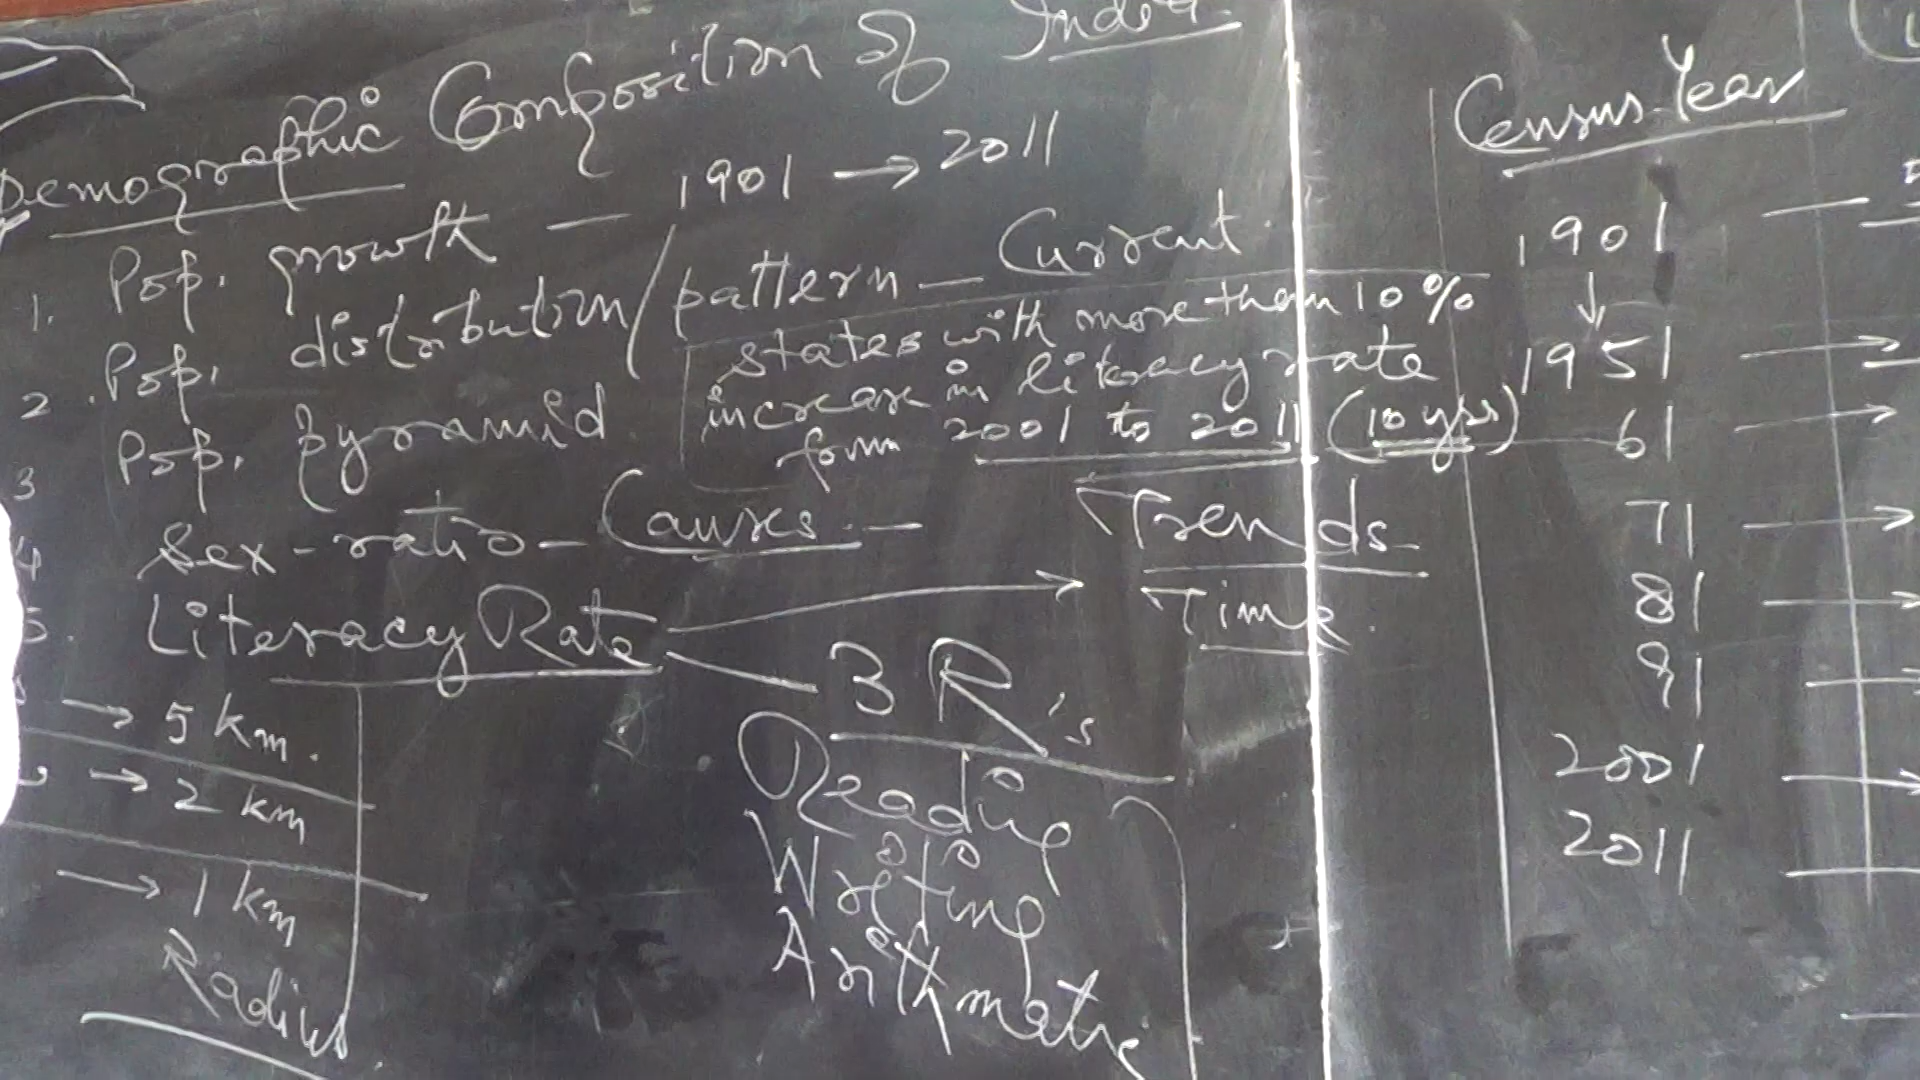 Demographic Composition of India
1. Pop. growth — 1901 → 2011
2. Pop. distribution/pattern — Current
3 Pop. pyramid
states with more than 10%
increase in literacy rate
form 2001 to 2011 (10 yrs)
4 Sex-ratio - Causes - Trends
5. Literacy Rate → Time
3 R's
Reading
Writing
Arithmatic
→ 5 km.
→ 2 km
→ 1 km
Radius
Census Year
1901
↓
1951 →
61 →
71 →
81 →
91
2001 →
2011